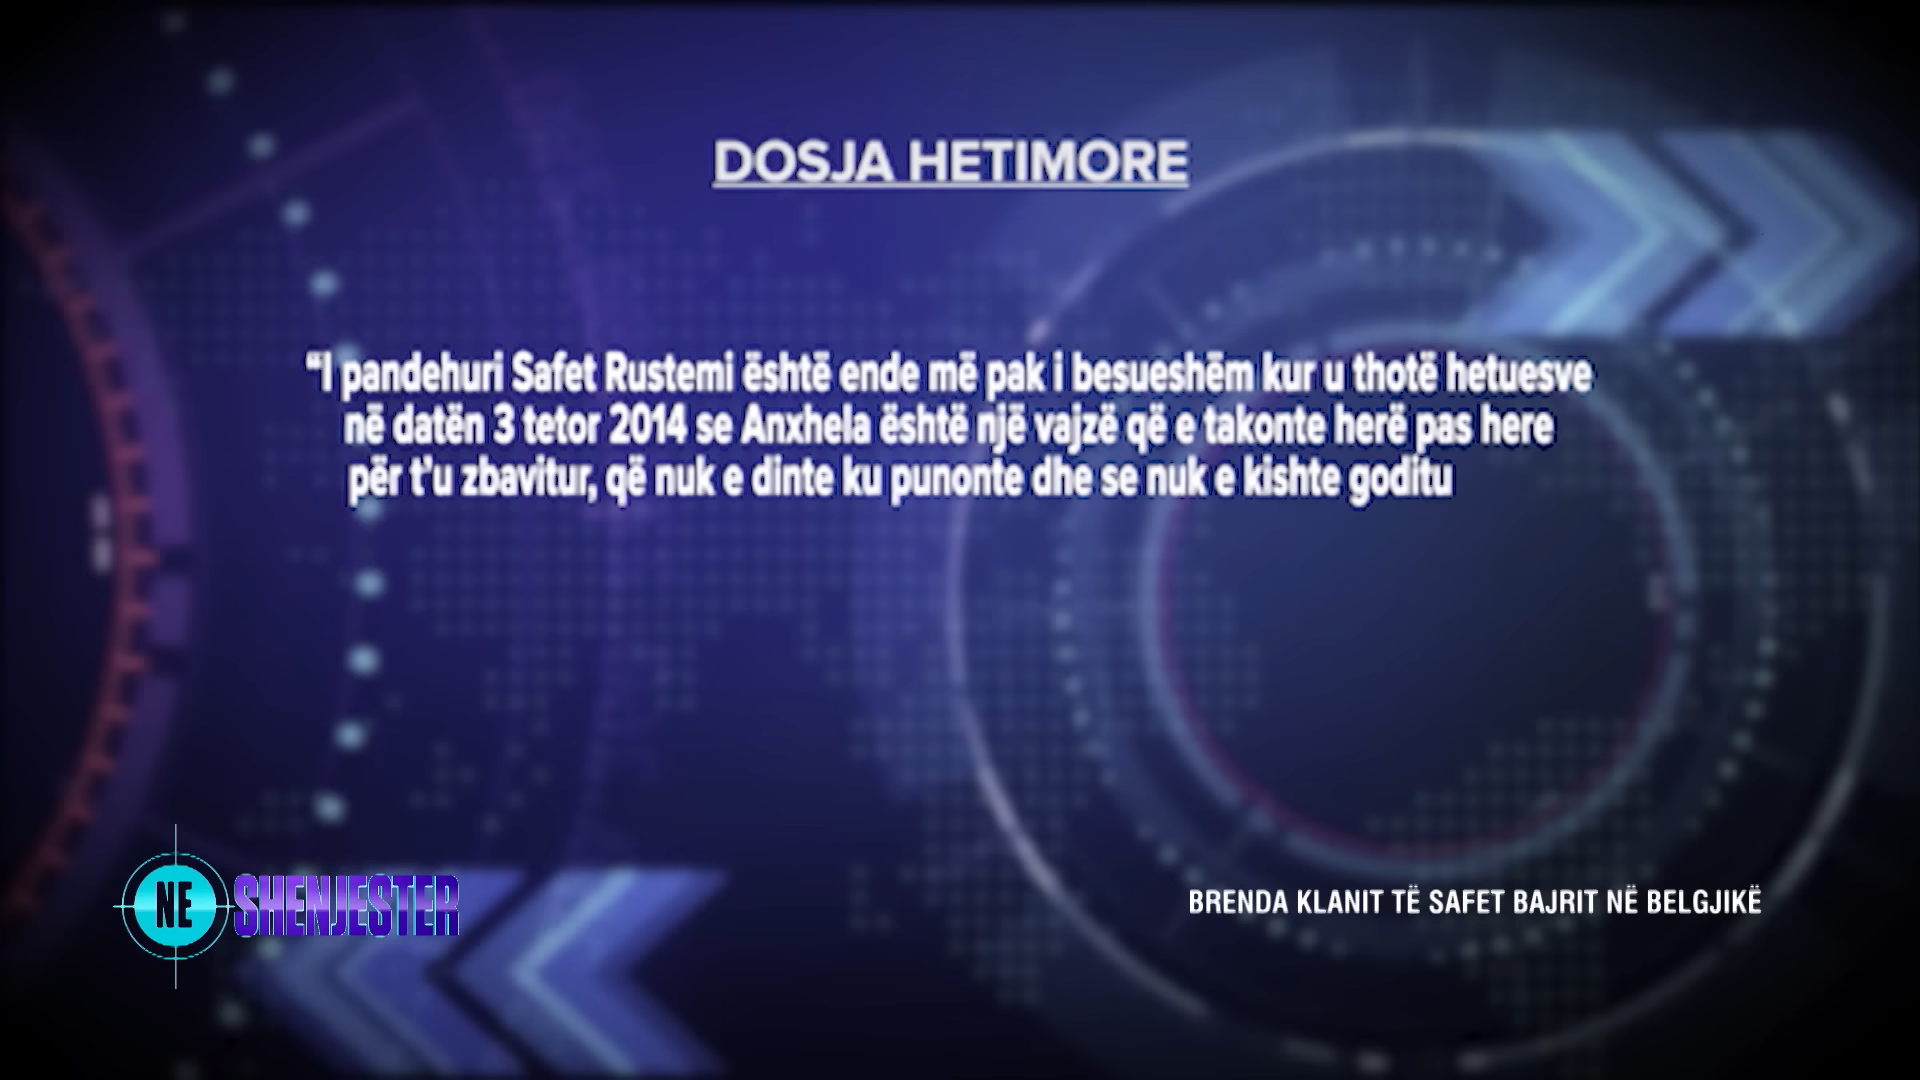 DOSJA HETIMORE
“I pandehuri Safet Rustemi është ende më pak i besueshëm kur u thotë hetuesve
në datën 3 tetor 2014 se Anxhela është një vajzë që e takonte herë pas here
për t’u zbavitur, që nuk e dinte ku punonte dhe se nuk e kishte goditu
NE SHENJESTER
BRENDA KLANIT TË SAFET BAJRIT NË BELGJIKË